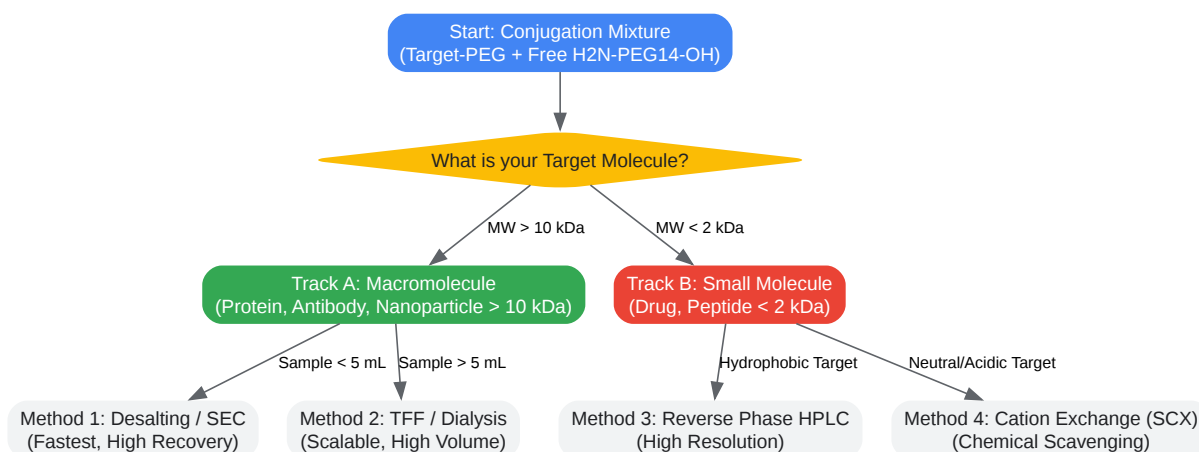 Start: Conjugation Mixture
(Target-PEG + Free H2N-PEG14-OH)
What is your Target Molecule?
MW > 10 kDa
MW < 2 kDa
Track A: Macromolecule
(Protein, Antibody, Nanoparticle > 10 kDa)
Track B: Small Molecule
(Drug, Peptide < 2 kDa)
Sample < 5 mL
Sample > 5 mL
Hydrophobic Target
Neutral/Acidic Target
Method 1: Desalting / SEC
(Fastest, High Recovery)
Method 2: TFF / Dialysis
(Scalable, High Volume)
Method 3: Reverse Phase HPLC
(High Resolution)
Method 4: Cation Exchange (SCX)
(Chemical Scavenging)